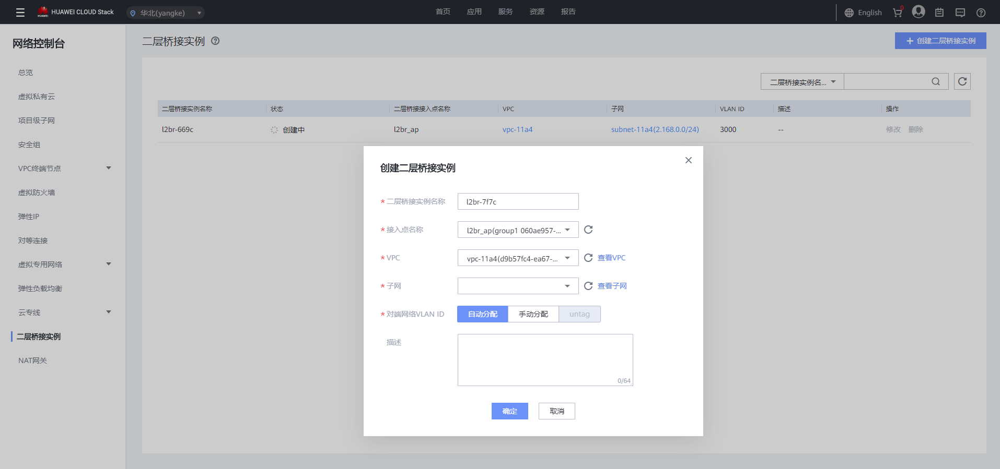 HUAWEI
HUAWEI CLOUD Stack
华北(yangke)
首页
应用
服务
资源
报告
English
0
网络控制台
总览
虚拟私有云
项目级子网
安全组
VPC终端节点
虚拟防火墙
弹性IP
对等连接
虚拟专用网络
弹性负载均衡
云专线
二层桥接实例
NAT网关
二层桥接实例
创建二层桥接实例
二层桥接实例名...
二层桥接实例名称 状态 二层桥接接入点名称 VPC 子网 VLAN ID 描述 操作
l2br-669c 创建中 l2br_ap vpc-11a4 subnet-11a4(2.168.0.0/24) 3000 -- 修改 删除
创建二层桥接实例
* 二层桥接实例名称 l2br-7f7c
* 接入点名称 l2br_ap(group1 060ae957-...
* VPC vpc-11a4(d9b57fc4-ea67-... 查看VPC
* 子网 查看子网
* 对端网络VLAN ID 自动分配 手动分配 untag
描述
0/64
确定 取消